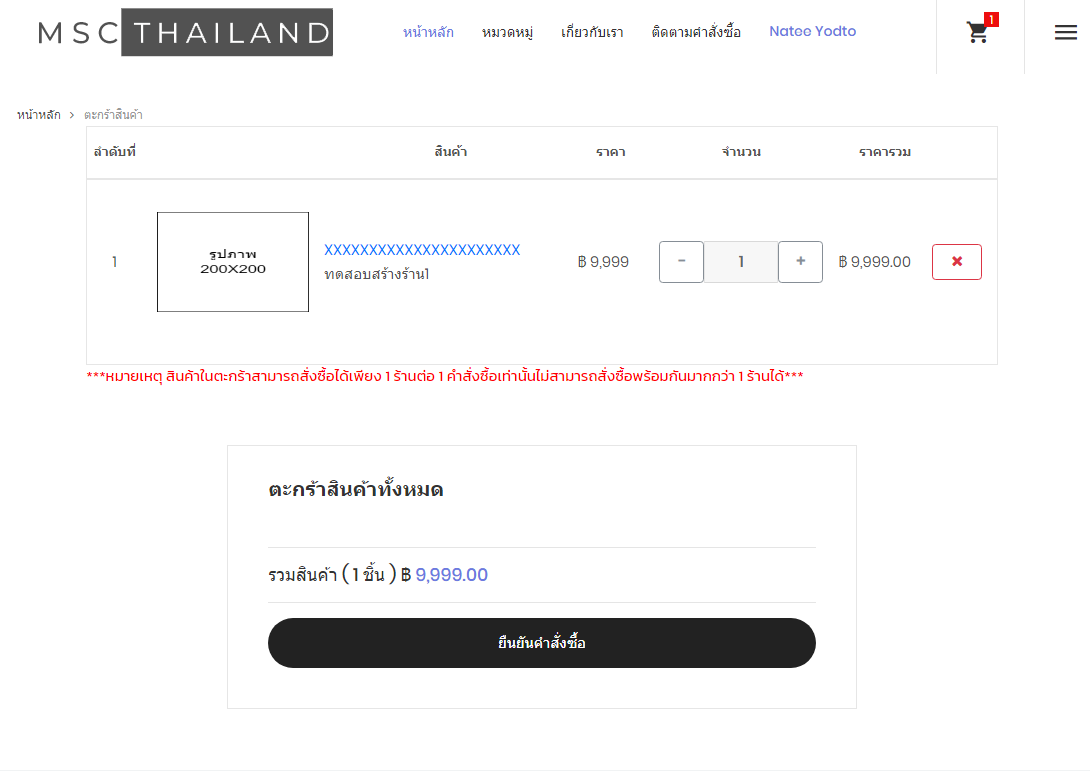 MSC THAILAND
หน้าหลัก หมวดหมู่ เกี่ยวกับเรา ติดตามคำสั่งซื้อ Natee Yodto 1
หน้าหลัก > ตะกร้าสินค้า
ลำดับที่ สินค้า ราคา จำนวน ราคารวม
1 รูปภาพ 200X200 XXXXXXXXXXXXXXXXXXXXXX ฿ 9,999 - 1 + ฿ 9,999.00 ×
ทดสอบสร้างร้าน1
***หมายเหตุ สินค้าในตะกร้าสามารถสั่งซื้อได้เพียง 1 ร้านต่อ 1 คำสั่งซื้อเท่านั้นไม่สามารถสั่งซื้อพร้อมกันมากกว่า 1 ร้านได้***
ตะกร้าสินค้าทั้งหมด
รวมสินค้า ( 1 ชิ้น ) ฿ 9,999.00
ยืนยันคำสั่งซื้อ